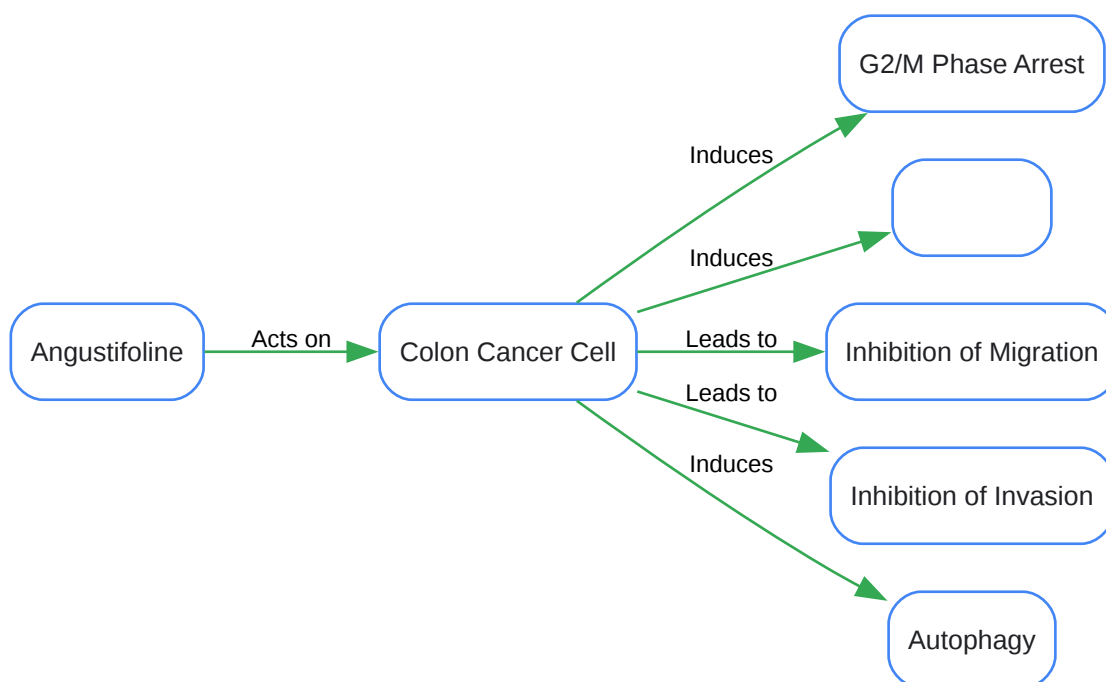 G2/M Phase Arrest
Induces
Induces
Angustifoline
Acts on
Colon Cancer Cell
Leads to
Inhibition of Migration
Leads to
Induces
Inhibition of Invasion
Autophagy